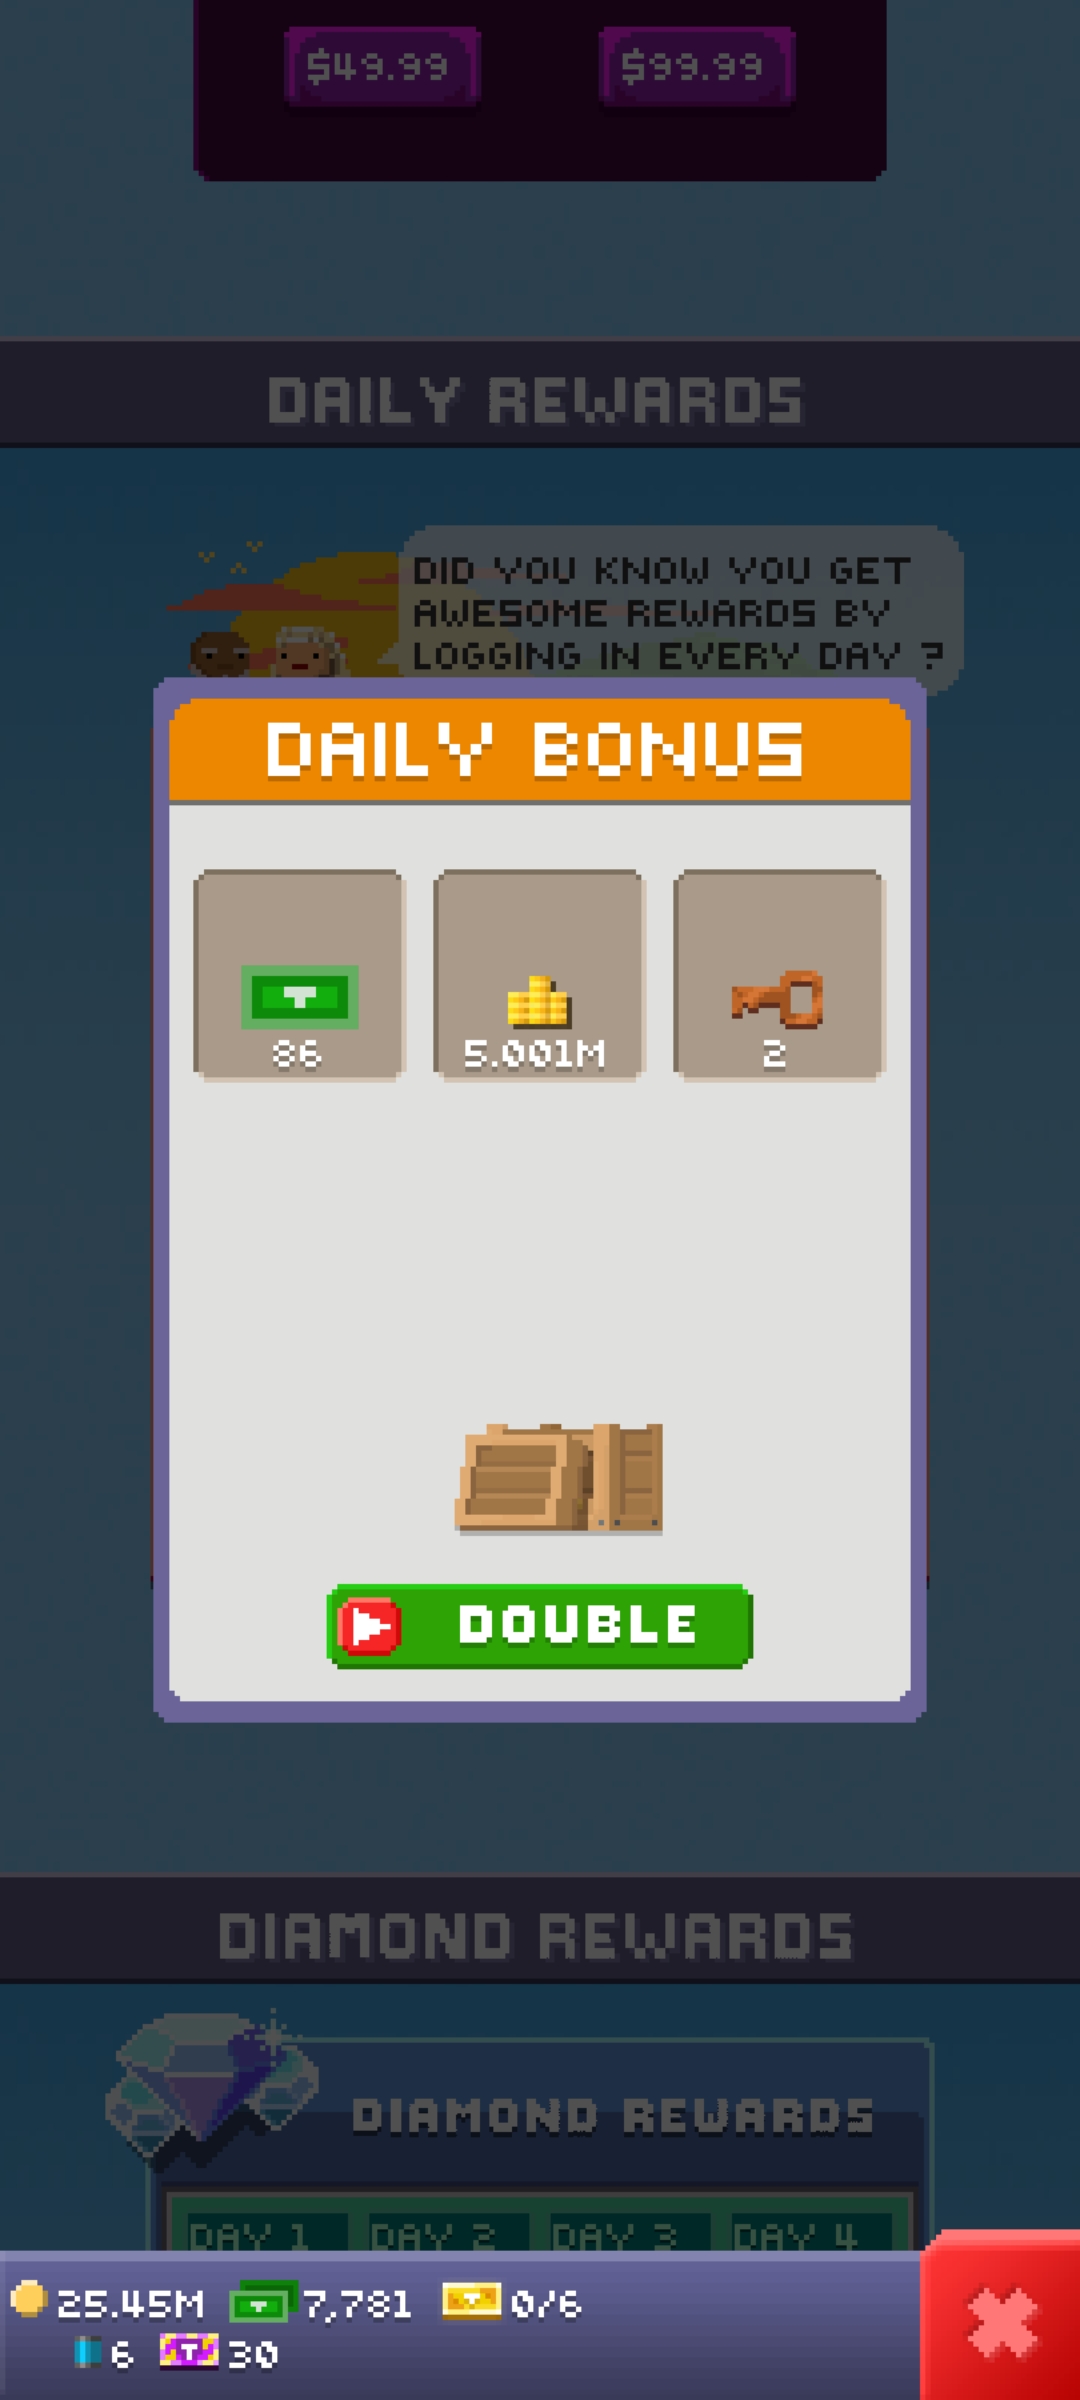 $49.99 $99.99
DAILY REWARDS
DID YOU KNOW YOU GET
AWESOME REWARDS BY
LOGGING IN EVERY DAY ?
DAILY BONUS
86 5.001M 2
DOUBLE
DIAMOND REWARDS
DIAMOND REWARDS
DAY 1 DAY 2 DAY 3 DAY 4
25.45M 7,781 0/6
6 30